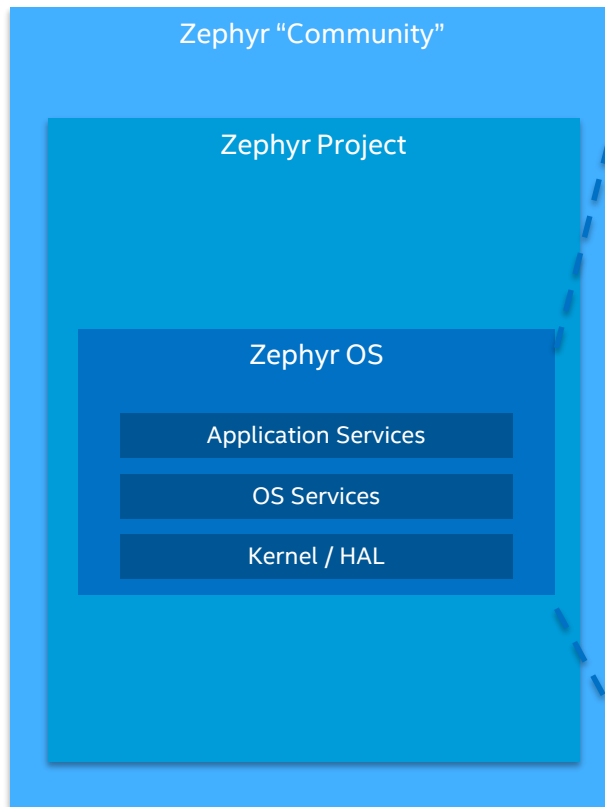 Zephyr “Community”
Zephyr Project
Zephyr OS
Application Services
OS Services
Kernel / HAL